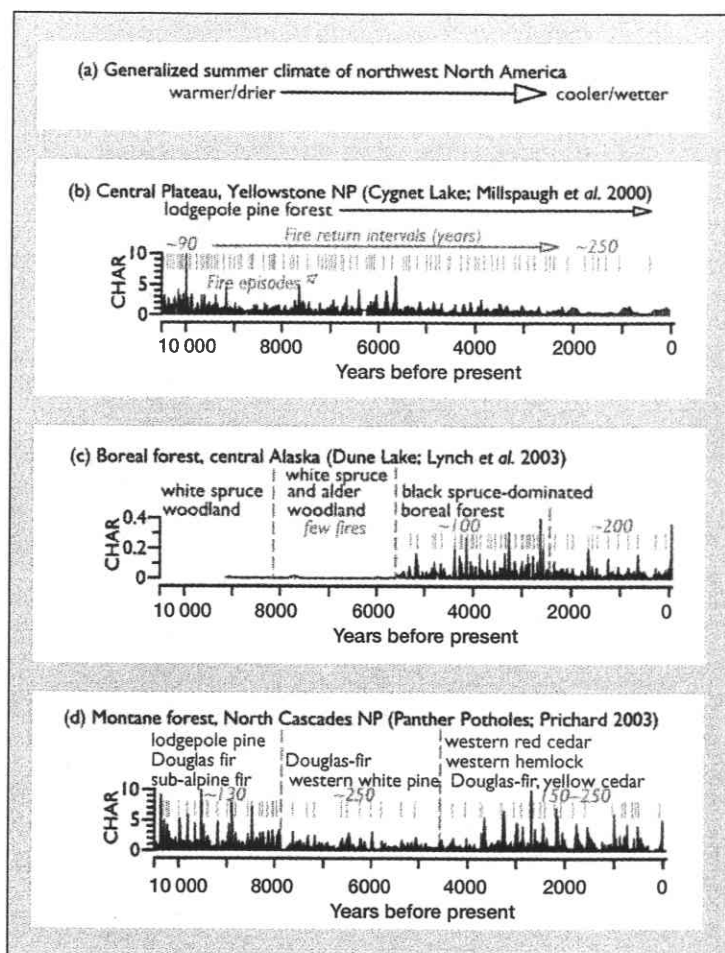 (a) Generalized summer climate of northwest North America
warmer/drier cooler/wetter
(b) Central Plateau, Yellowstone NP (Cygnet Lake; Millspaugh et al. 2000)
lodgepole pine forest
~90 Fire return intervals (years) ~250
Fire episodes
CHAR
10
5
0
10 000 8000 6000 4000 2000 0
Years before present
(c) Boreal forest, central Alaska (Dune Lake; Lynch et al. 2003)
white spruce
woodland
white spruce
and alder
woodland
few fires
black spruce-dominated
boreal forest
~100 ~200
CHAR
0.4
0.2
0
10 000 8000 6000 4000 2000 0
Years before present
(d) Montane forest, North Cascades NP (Panther Potholes; Prichard 2003)
lodgepole pine
Douglas fir
sub-alpine fir
~130
Douglas-fir
western white pine
~250
western red cedar
western hemlock
Douglas-fir, yellow cedar
150–250
CHAR
10
5
0
10 000 8000 6000 4000 2000 0
Years before present